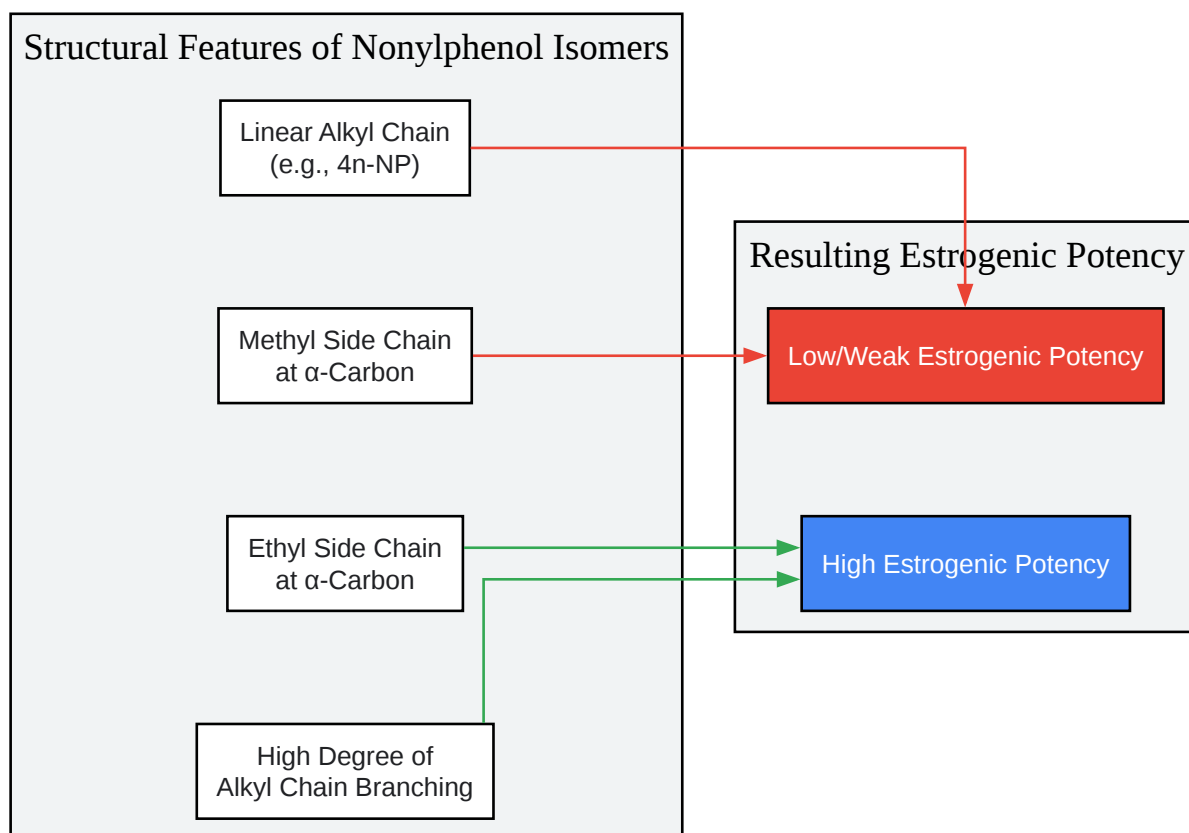 Structural Features of Nonylphenol Isomers
Linear Alkyl Chain
(e.g., 4n-NP)
Methyl Side Chain
at α-Carbon
Ethyl Side Chain
at α-Carbon
High Degree of
Alkyl Chain Branching
Resulting Estrogenic Potency
Low/Weak Estrogenic Potency
High Estrogenic Potency